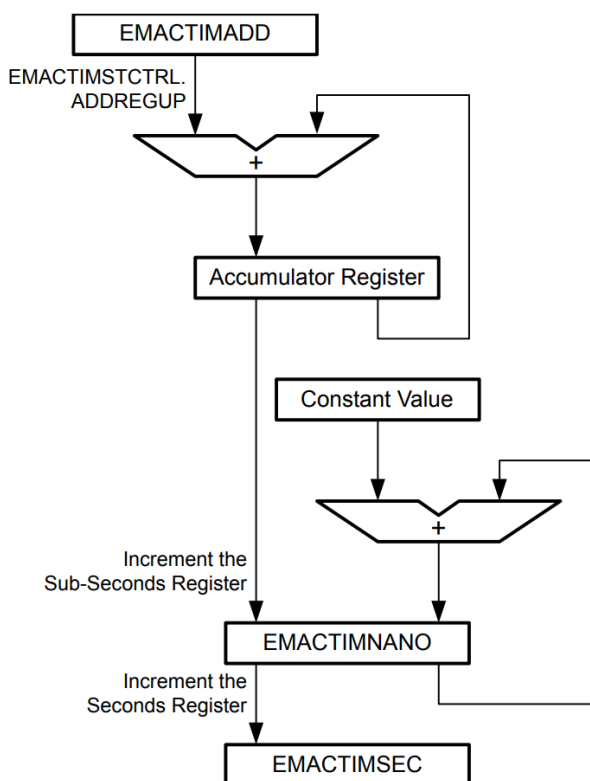 EMACTIMADD
EMACTIMSTCTRL.
ADDREGUP
+
Accumulator Register
Constant Value
+
Increment the
Sub-Seconds Register
EMACTIMNANO
Increment the
Seconds Register
EMACTIMSEC